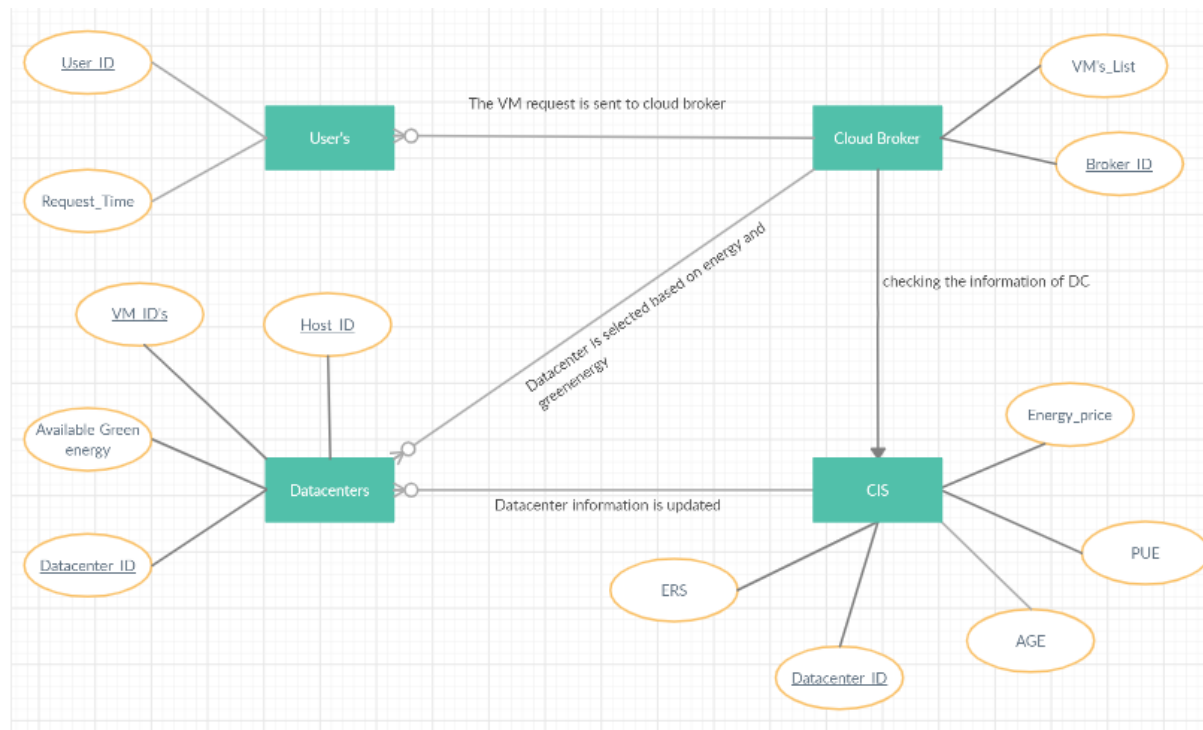 User_ID
VM's_List
The VM request is sent to cloud broker
User's
Cloud Broker
Broker_ID
Request_Time
Datacenter is selected based on energy and
greenenergy
checking the information of DC
VM_ID's
Host_ID
Available Green
energy
Energy_price
Datacenters
CIS
Datacenter information is updated
Datacenter_ID
PUE
ERS
AGE
Datacenter_ID